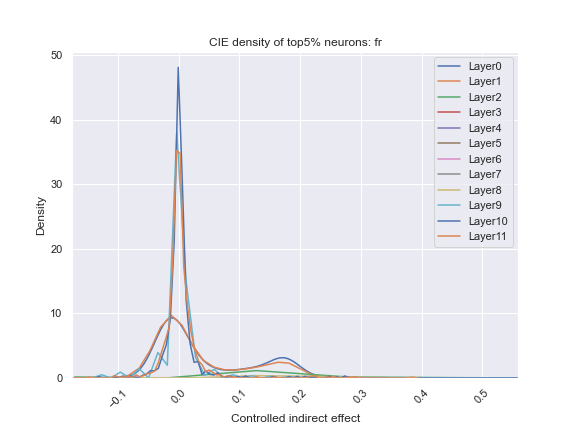 CIE density of top5% neurons: fr
50
40
30
20
10
0
Density
−0.1
0.0
0.1
0.2
0.3
0.4
0.5
Controlled indirect effect
Layer0
Layer1
Layer2
Layer3
Layer4
Layer5
Layer6
Layer7
Layer8
Layer9
Layer10
Layer11